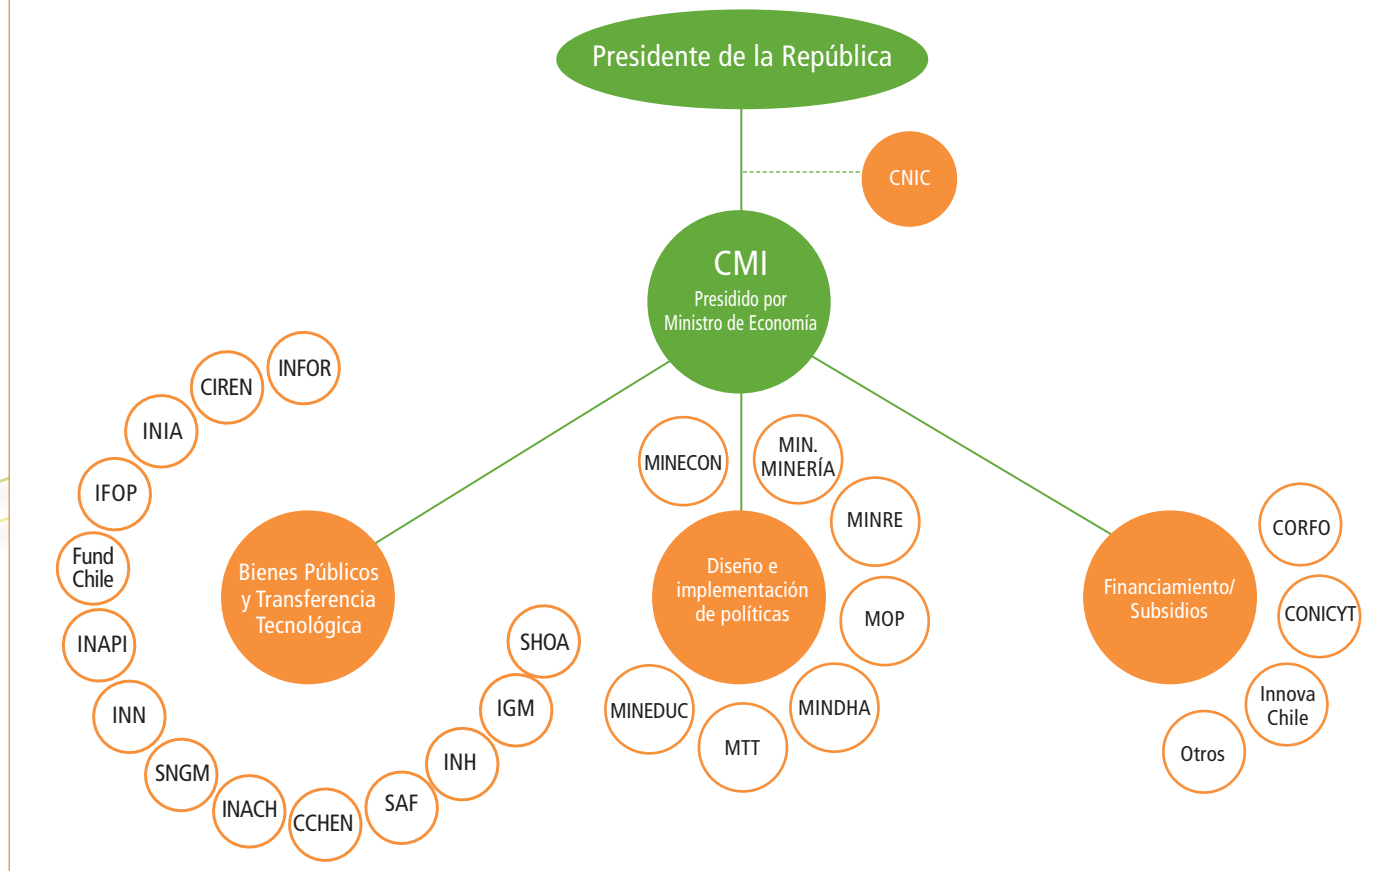 Presidente de la República
CNIC
CMI
Presidido por
Ministro de Economía
INFOR
CIREN
INIA
IFOP
Fund
Chile
INAPI
INN
SNGM
INACH
CCHEN
SAF
INH
IGM
SHOA
Bienes Públicos
y Transferencia
Tecnológica
MINECON
MIN.
MINERÍA
MINRE
MOP
MINDHA
MTT
MINEDUC
Diseño e
implementación
de políticas
Financiamiento/
Subsidios
CORFO
CONICYT
Innova
Chile
Otros